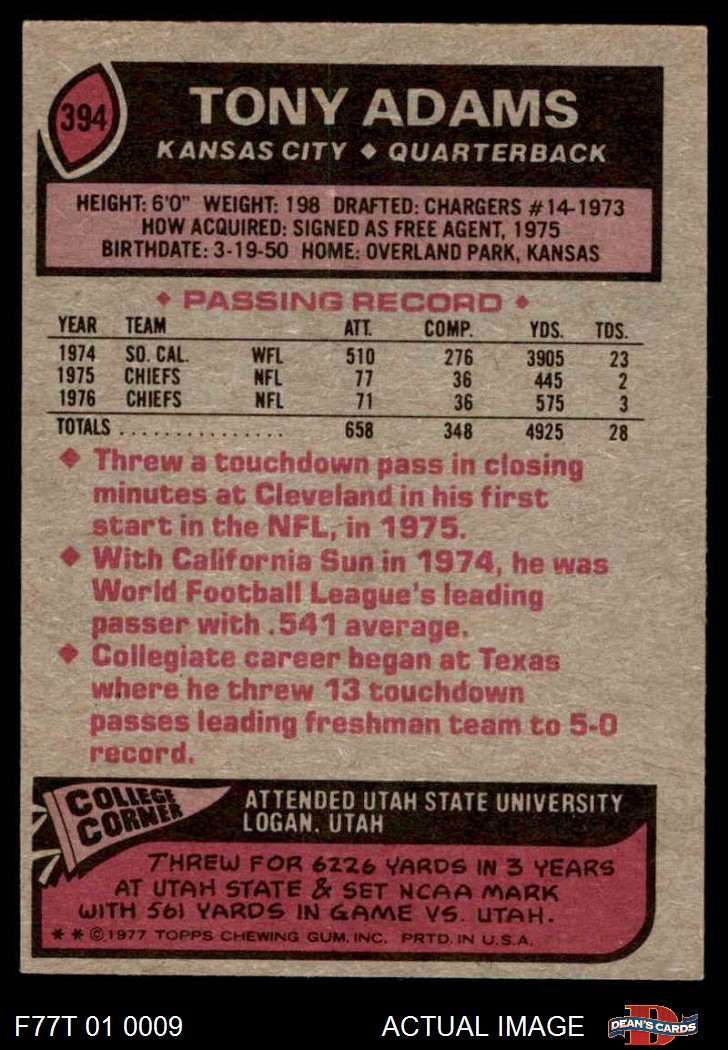 394
TONY ADAMS
KANSAS CITY ◆ QUARTERBACK
HEIGHT: 6'0" WEIGHT: 198 DRAFTED: CHARGERS #14-1973
HOW ACQUIRED: SIGNED AS FREE AGENT, 1975
BIRTHDATE: 3-19-50 HOME: OVERLAND PARK, KANSAS
◆ PASSING RECORD ◆
YEAR TEAM ATT. COMP. YDS. TDS.
1974 SO. CAL. WFL 510 276 3905 23
1975 CHIEFS NFL 77 36 445 2
1976 CHIEFS NFL 71 36 575 3
TOTALS . . . . . . . . . . . . . . . 658 348 4925 28
◆ Threw a touchdown pass in closing
minutes at Cleveland in his first
start in the NFL, in 1975.
◆ With California Sun in 1974, he was
World Football League's leading
passer with .541 average.
◆ Collegiate career began at Texas
where he threw 13 touchdown
passes leading freshman team to 5-0
record.
COLLEGE
CORNER
ATTENDED UTAH STATE UNIVERSITY
LOGAN, UTAH
THREW FOR 6226 YARDS IN 3 YEARS
AT UTAH STATE & SET NCAA MARK
WITH 561 YARDS IN GAME VS. UTAH.
* * © 1977 TOPPS CHEWING GUM, INC. PRTD. IN U.S.A.
F77T 01 0009
ACTUAL IMAGE
D
DEAN'S CARDS